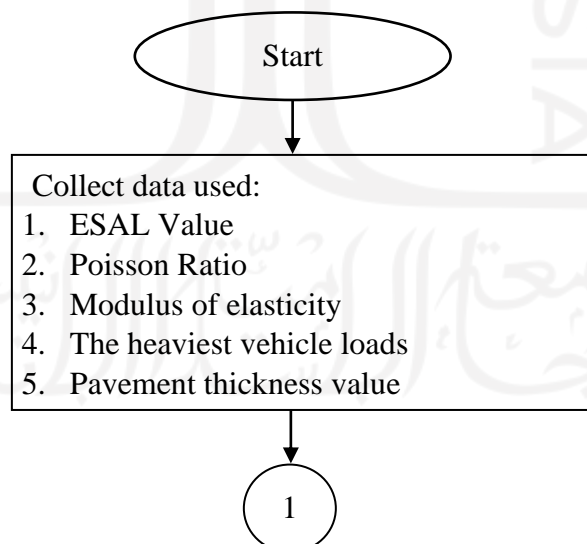 Start
Collect data used:
1. ESAL Value
2. Poisson Ratio
3. Modulus of elasticity
4. The heaviest vehicle loads
5. Pavement thickness value
1